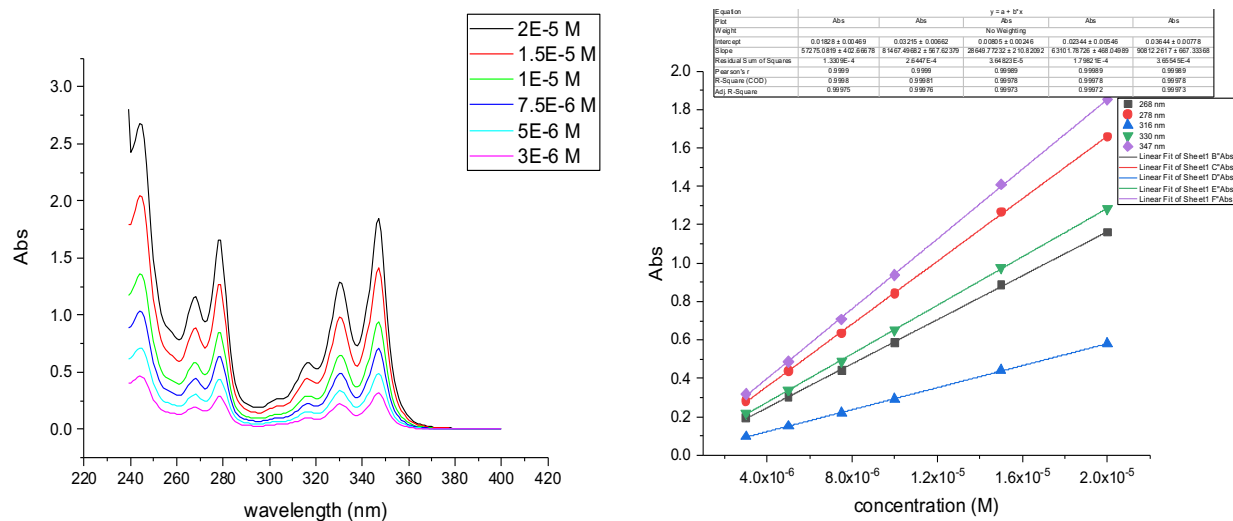 2E-5 M
1.5E-5 M
1E-5 M
7.5E-6 M
5E-6 M
3E-6 M
3.0
2.5
2.0
1.5
1.0
0.5
0.0
Abs
220 240 260 280 300 320 340 360 380 400 420
wavelength (nm)
Equation y = a + b*x
Plot Abs Abs Abs Abs Abs
Weight No Weighting
Intercept 0.01828 ± 0.00469 0.03215 ± 0.00662 0.00805 ± 0.00246 0.02344 ± 0.00546 0.03644 ± 0.00778
Slope 57275.0819 ± 402.66678 81467.49682 ± 567.62379 28649.77232 ± 210.82092 63101.78726 ± 468.04989 90812.2617 ± 667.33368
Residual Sum of Squares 1.3309E-4 2.6447E-4 3.64823E-5 1.79821E-4 3.65545E-4
Pearson's r 0.9999 0.9999 0.99989 0.99989 0.99989
R-Square (COD) 0.9998 0.99981 0.99978 0.99978 0.99978
Adj. R-Square 0.99975 0.99976 0.99973 0.99972 0.99973
268 nm
278 nm
316 nm
330 nm
347 nm
Linear Fit of Sheet1 B"Abs
Linear Fit of Sheet1 C"Abs
Linear Fit of Sheet1 D"Abs
Linear Fit of Sheet1 E"Abs
Linear Fit of Sheet1 F"Abs
2.0
1.8
1.6
1.4
1.2
1.0
0.8
0.6
0.4
0.2
0.0
Abs
4.0x10⁻⁶ 8.0x10⁻⁶ 1.2x10⁻⁵ 1.6x10⁻⁵ 2.0x10⁻⁵
concentration (M)